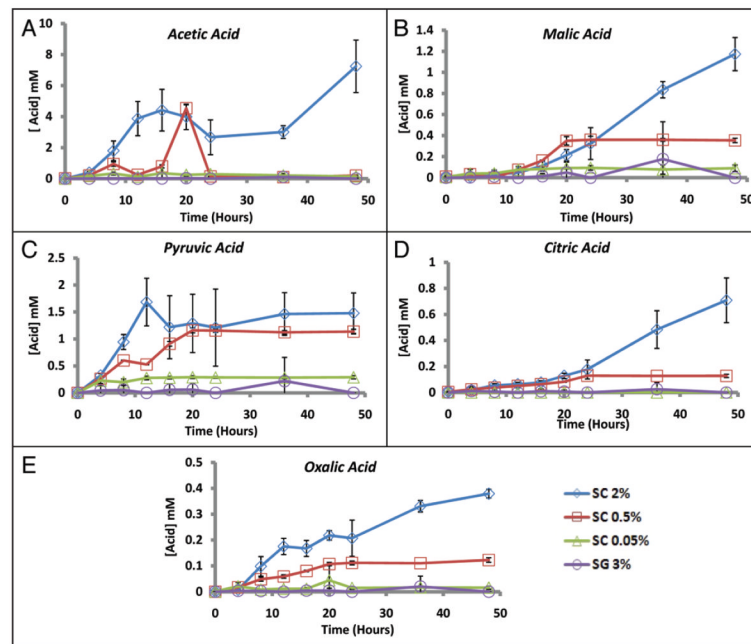 A
Acetic Acid
[Acid] mM
10
8
6
4
2
0
0 10 20 30 40 50
Time (Hours)
B
Malic Acid
[Acid] mM
1.4
1.2
1
0.8
0.6
0.4
0.2
0
0 10 20 30 40 50
Time (Hours)
C
Pyruvic Acid
[Acid] mM
2.5
2
1.5
1
0.5
0
0 10 20 30 40 50
Time (Hours)
D
Citric Acid
[Acid] mM
1
0.8
0.6
0.4
0.2
0
0 10 20 30 40 50
Time (Hours)
E
Oxalic Acid
[Acid] mM
0.5
0.4
0.3
0.2
0.1
0
0 10 20 30 40 50
Time (Hours)
SC 2%
SC 0.5%
SC 0.05%
SG 3%